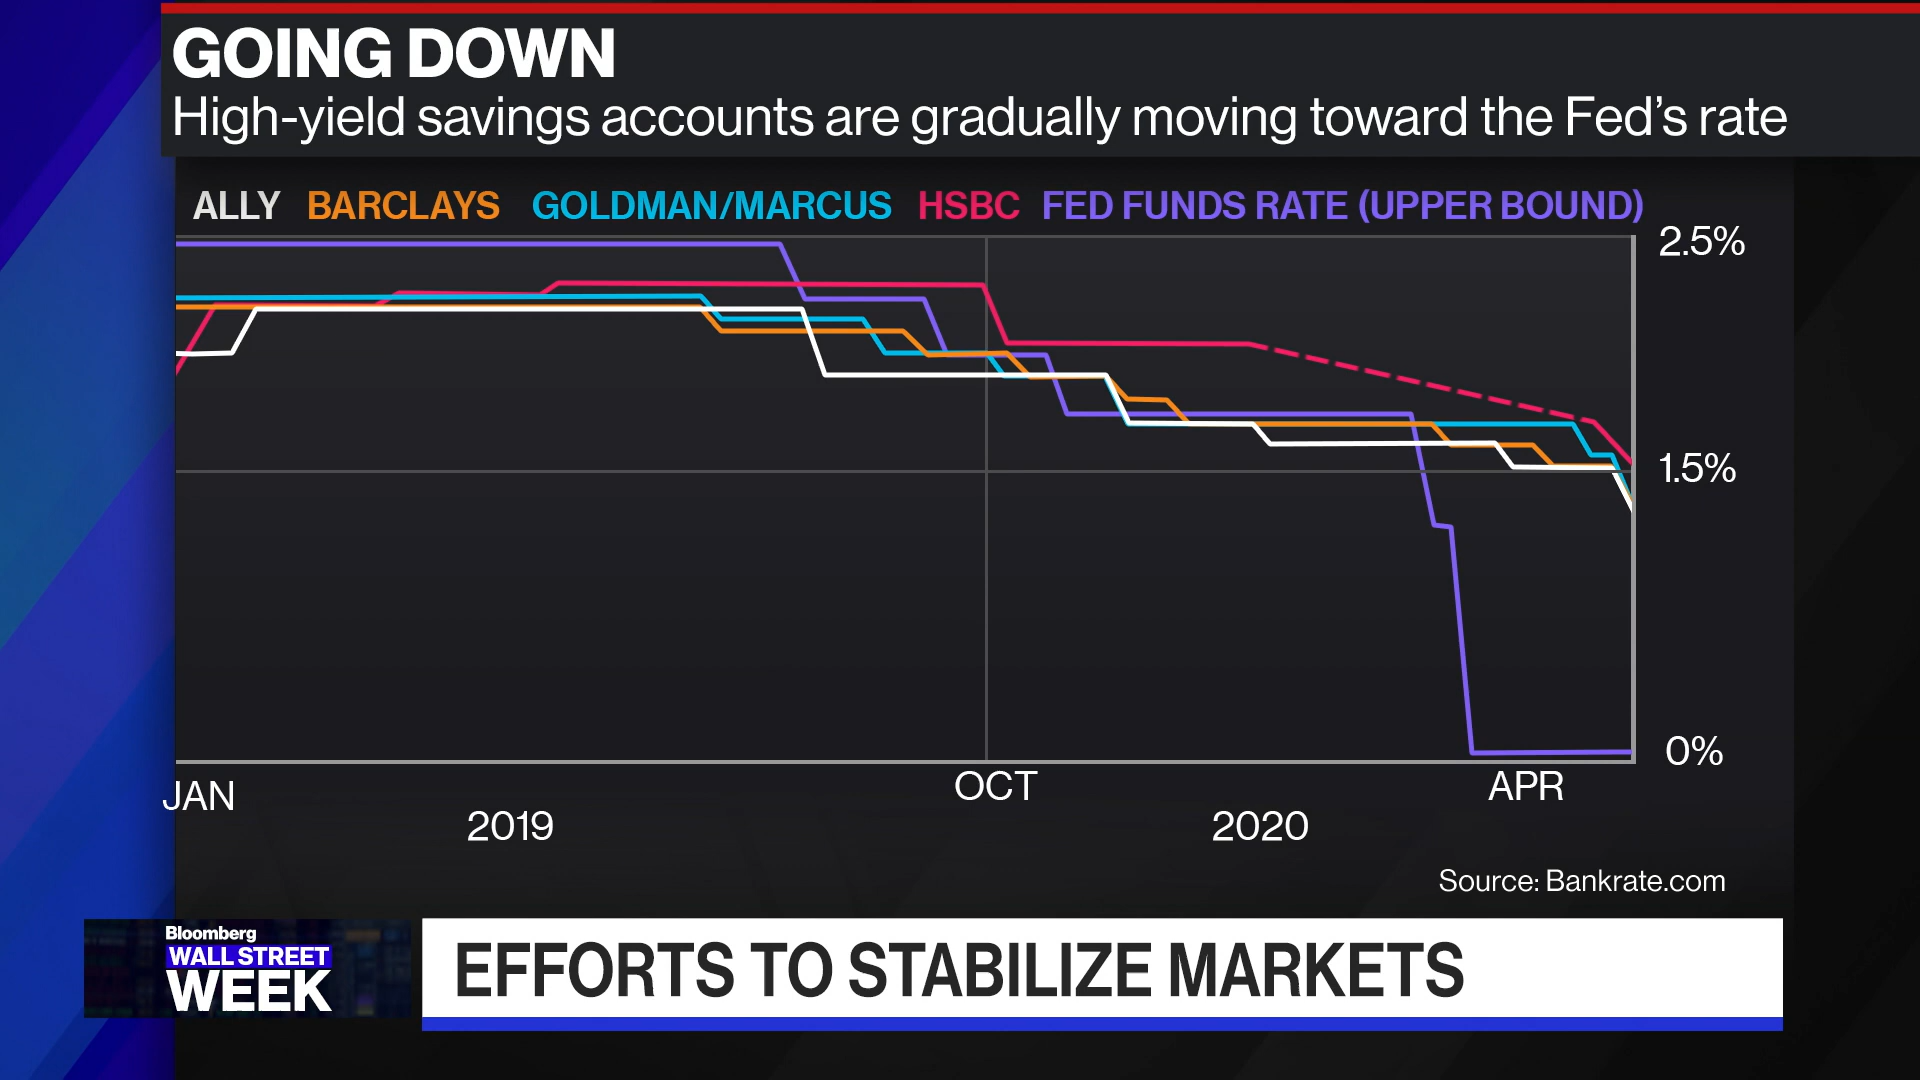 GOING DOWN
High-yield savings accounts are gradually moving toward the Fed's rate
ALLY BARCLAYS GOLDMAN/MARCUS HSBC FED FUNDS RATE (UPPER BOUND)
2.5%
1.5%
0%
JAN OCT APR
2019 2020
Source: Bankrate.com
Bloomberg
WALL STREET
WEEK
EFFORTS TO STABILIZE MARKETS